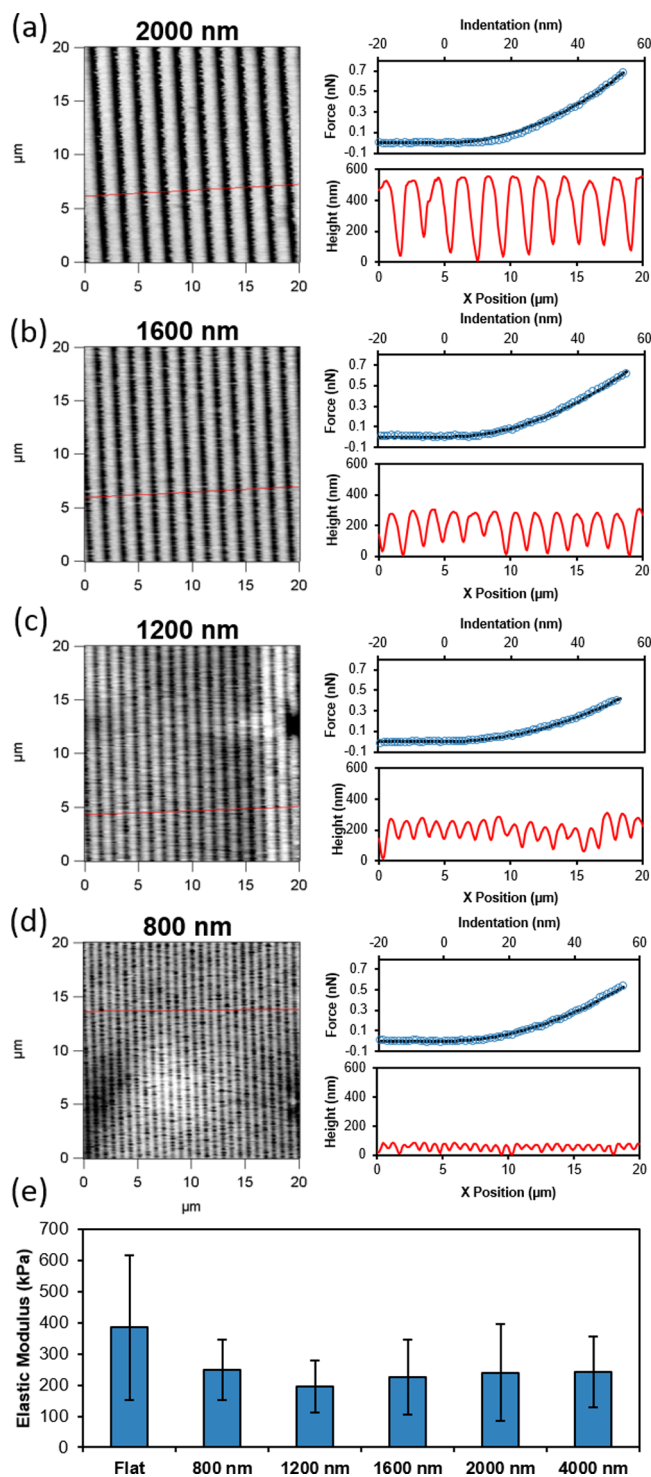 (a)
2000 nm
Indentation (nm)
-20 0 20 40 60
20
15
10
5
0
µm
0 5 10 15 20
0.7
0.5
0.3
0.1
-0.1
Force (nN)
600
400
200
0
Height (nm)
0 5 10 15 20
X Position (µm)
(b)
1600 nm
Indentation (nm)
-20 0 20 40 60
20
15
10
5
0
µm
0 5 10 15 20
0.7
0.5
0.3
0.1
-0.1
Force (nN)
600
400
200
0
Height (nm)
0 5 10 15 20
X Position (µm)
(c)
1200 nm
Indentation (nm)
-20 0 20 40 60
20
15
10
5
0
µm
0 5 10 15 20
0.7
0.5
0.3
0.1
-0.1
Force (nN)
600
400
200
0
Height (nm)
0 5 10 15 20
X Position (µm)
(d)
800 nm
Indentation (nm)
-20 0 20 40 60
20
15
10
5
0
µm
0 5 10 15 20
µm
0.7
0.5
0.3
0.1
-0.1
Force (nN)
600
400
200
0
Height (nm)
0 5 10 15 20
X Position (µm)
(e)
700
600
500
400
300
200
100
0
Elastic Modulus (kPa)
Flat 800 nm 1200 nm 1600 nm 2000 nm 4000 nm